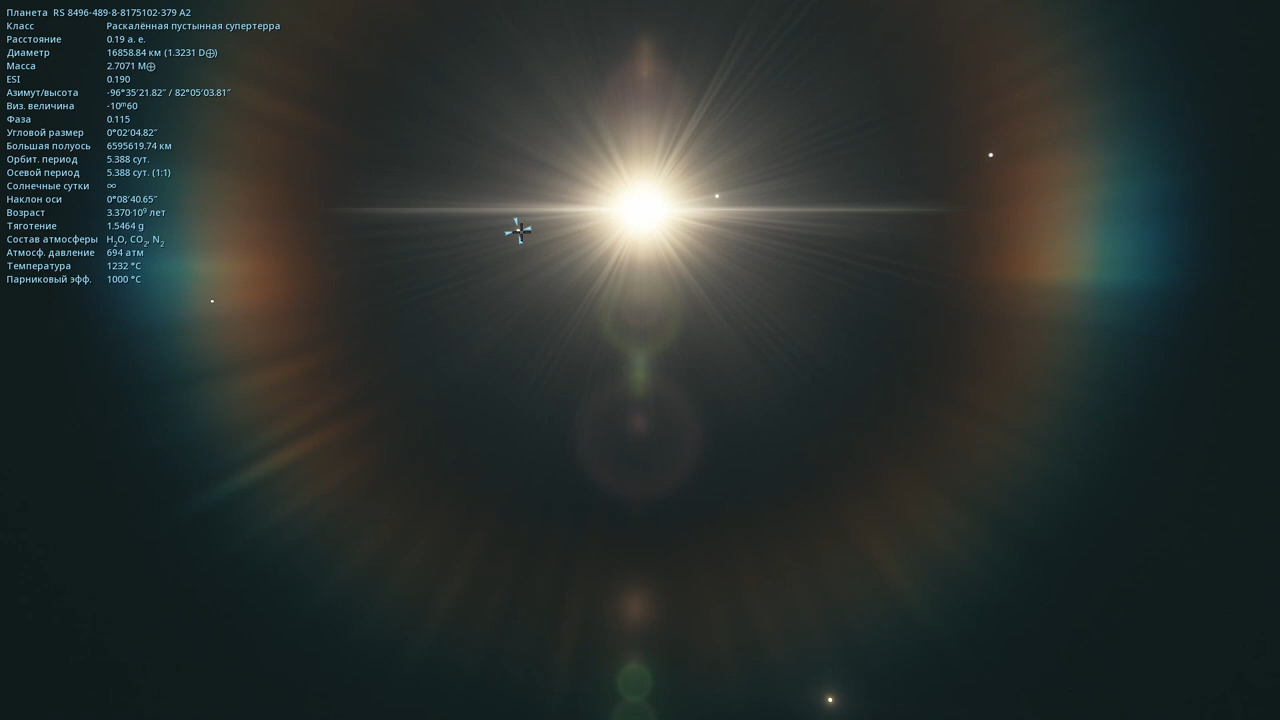 Планета RS 8496-489-8-8175102-379 A2
Класс Раскалённая пустынная супертерра
Расстояние 0.19 а. е.
Диаметр 16858.84 км (1.3231 D⊕)
Масса 2.7071 M⊕
ESI 0.190
Азимут/высота -96°35′21.82″ / 82°05′03.81″
Виз. величина -10ᵐ60
Фаза 0.115
Угловой размер 0°02′04.82″
Большая полуось 6595619.74 км
Орбит. период 5.388 сут.
Осевой период 5.388 сут. (1:1)
Солнечные сутки ∞
Наклон оси 0°08′40.65″
Возраст 3.370·10⁹ лет
Тяготение 1.5464 g
Состав атмосферы H₂O, CO₂, N₂
Атмосф. давление 694 атм
Температура 1232 °C
Парниковый эфф. 1000 °C